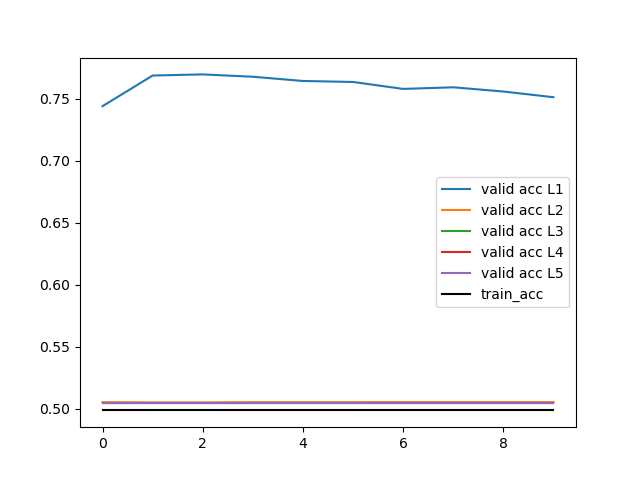 0.75
0.70
0.65
0.60
0.55
0.50
valid acc L1
valid acc L2
valid acc L3
valid acc L4
valid acc L5
train_acc
0 2 4 6 8